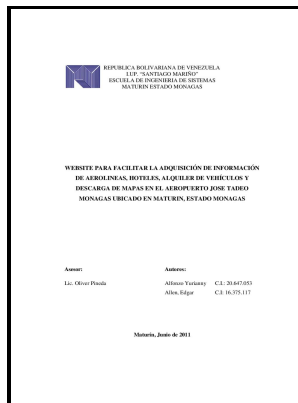 REPUBLICA BOLIVARIANA DE VENEZUELA
I.UP. "SANTIAGO MARIÑO"
ESCUELA DE INGENIERIA DE SISTEMAS
MATURIN ESTADO MONAGAS
WEBSITE PARA FACILITAR LA ADQUISICIÓN DE INFORMACIÓN
DE AEROLINEAS, HOTELES, ALQUILER DE VEHÍCULOS Y
DESCARGA DE MAPAS EN EL AEROPUERTO JOSE TADEO
MONAGAS UBICADO EN MATURIN, ESTADO MONAGAS
Asesor: Autores:
Lic. Oliver Pineda Alfonzo Yurianny C.I.: 20.647.053
Allen, Edgar C.I: 16.375.117
Maturín, Junio de 2011